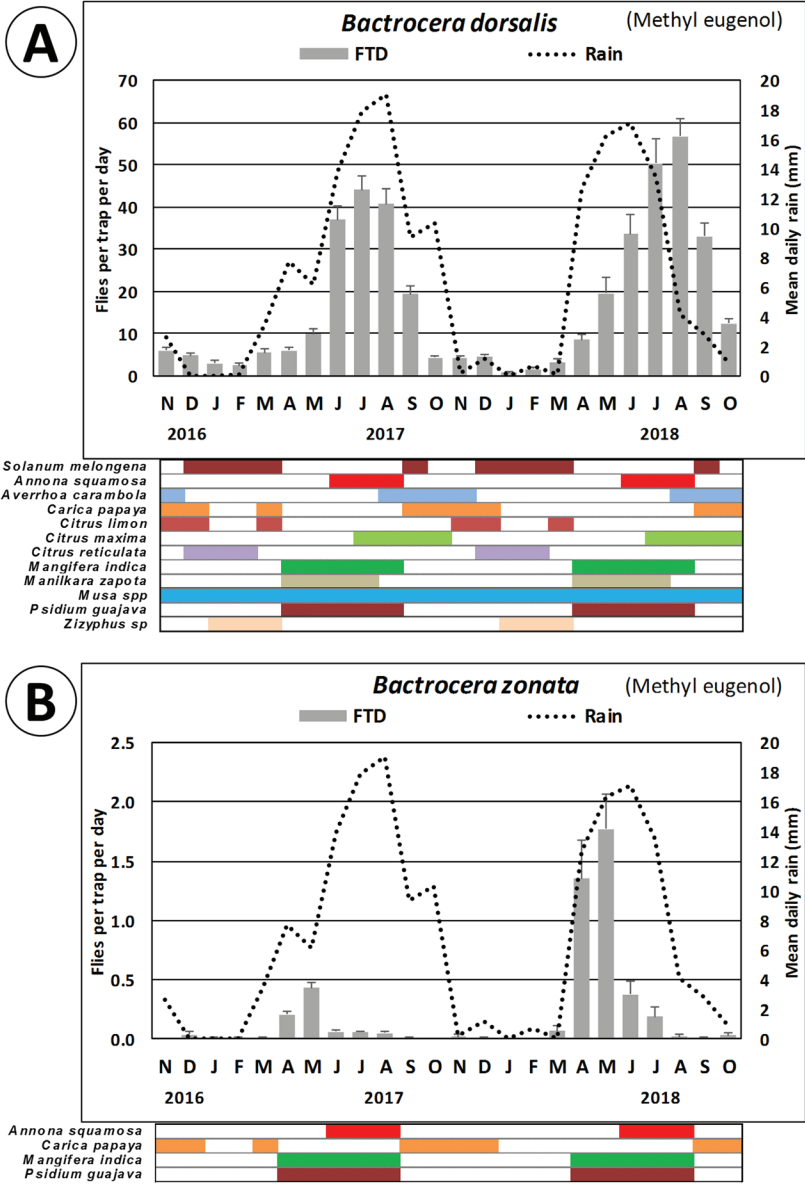 A
Bactrocera dorsalis (Methyl eugenol)
FTD Rain
Flies per trap per day
70
60
50
40
30
20
10
0
Mean daily rain (mm)
20
18
16
14
12
10
8
6
4
2
0
N D J F M A M J J A S O N D J F M A M J J A S O
2016 2017 2018
Solanum melongena
Annona squamosa
Averrhoa carambola
Carica papaya
Citrus limon
Citrus maxima
Citrus reticulata
Mangifera indica
Manilkara zapota
Musa spp
Psidium guajava
Zizyphus sp
B
Bactrocera zonata (Methyl eugenol)
FTD Rain
Flies per trap per day
2.5
2.0
1.5
1.0
0.5
0.0
Mean daily rain (mm)
20
18
16
14
12
10
8
6
4
2
0
N D J F M A M J J A S O N D J F M A M J J A S O
2016 2017 2018
Annona squamosa
Carica papaya
Mangifera indica
Psidium guajava